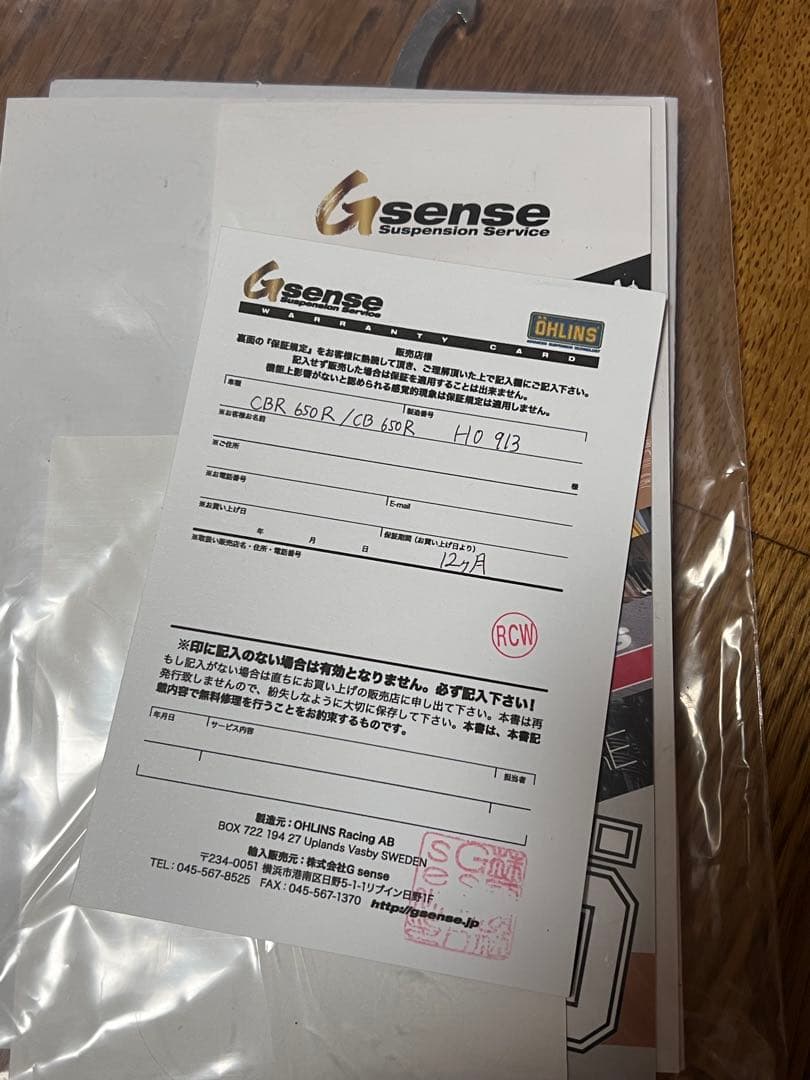 Gsense
Suspension Service
Gsense
Suspension Service
WARRANTY CARD
ÖHLINS
販売店様
裏面の『保証規定』をお客様に熟読して頂き、ご理解頂いた上で記入欄にご記入下さい。
記入せず販売した場合は保証を適用することは出来ません。
機能上影響がないと認められる感覚的現象は保証規定は適用しません。
車種 CBR 650R / CB 650R
製造番号 HO 913
※お客様お名前
様
※ご住所
※お電話番号
E-mail
※お買い上げ日
年 月 日
保証期間(お買い上げ日より)
12ヶ月
※取扱い販売店名・住所・電話番号
RCW
※印に記入のない場合は有効となりません。必ず記入下さい!
もし記入がない場合は直ちにお買い上げの販売店に申し出て下さい。本書は再
発行致しませんので、紛失しないように大切に保存して下さい。本書は、本書記
載内容で無料修理を行うことをお約束するものです。
年月日
サービス内容
担当者
製造元:OHLINS Racing AB
BOX 722 194 27 Uplands Vasby SWEDEN
輸入販売元:株式会社G sense
〒234-0051 横浜市港南区日野5-1-1リブイン日野1F
TEL:045-567-8525 FAX:045-567-1370
http://gsense.jp